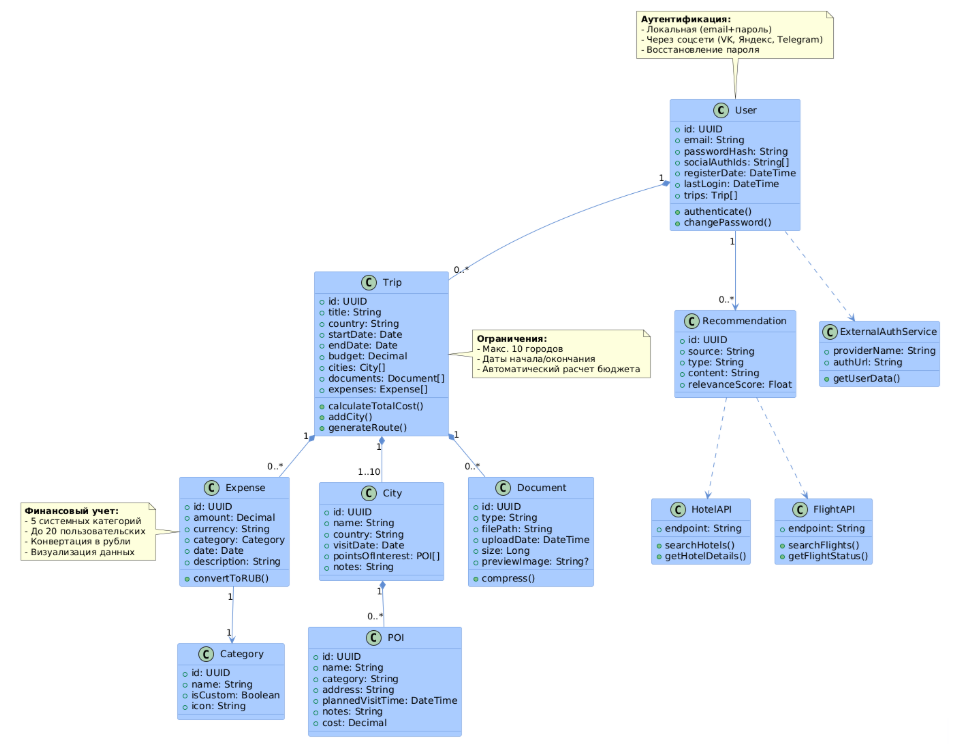 Аутентификация:
- Локальная (email+пароль)
- Через соцсети (VK, Яндекс, Telegram)
- Восстановление пароля
C User
id: UUID
email: String
passwordHash: String
socialAuthIds: String[]
registerDate: DateTime
lastLogin: DateTime
trips: Trip[]
authenticate()
changePassword()
1
0..*
1
0..*
C Trip
id: UUID
title: String
country: String
startDate: Date
endDate: Date
budget: Decimal
cities: City[]
documents: Document[]
expenses: Expense[]
calculateTotalCost()
addCity()
generateRoute()
Ограничения:
- Макс. 10 городов
- Даты начала/окончания
- Автоматический расчет бюджета
C Recommendation
id: UUID
source: String
type: String
content: String
relevanceScore: Float
C ExternalAuthService
providerName: String
authUrl: String
getUserData()
1
0..*
1
1..10
1
0..*
Финансовый учет:
- 5 системных категорий
- До 20 пользовательских
- Конвертация в рубли
- Визуализация данных
C Expense
id: UUID
amount: Decimal
currency: String
category: Category
date: Date
description: String
convertToRUB()
C City
id: UUID
name: String
country: String
visitDate: Date
pointsOfInterest: POI[]
notes: String
C Document
id: UUID
type: String
filePath: String
uploadDate: DateTime
size: Long
previewImage: String?
compress()
C HotelAPI
endpoint: String
searchHotels()
getHotelDetails()
C FlightAPI
endpoint: String
searchFlights()
getFlightStatus()
1
1
1
0..*
C Category
id: UUID
name: String
isCustom: Boolean
icon: String
C POI
id: UUID
name: String
category: String
address: String
plannedVisitTime: DateTime
notes: String
cost: Decimal